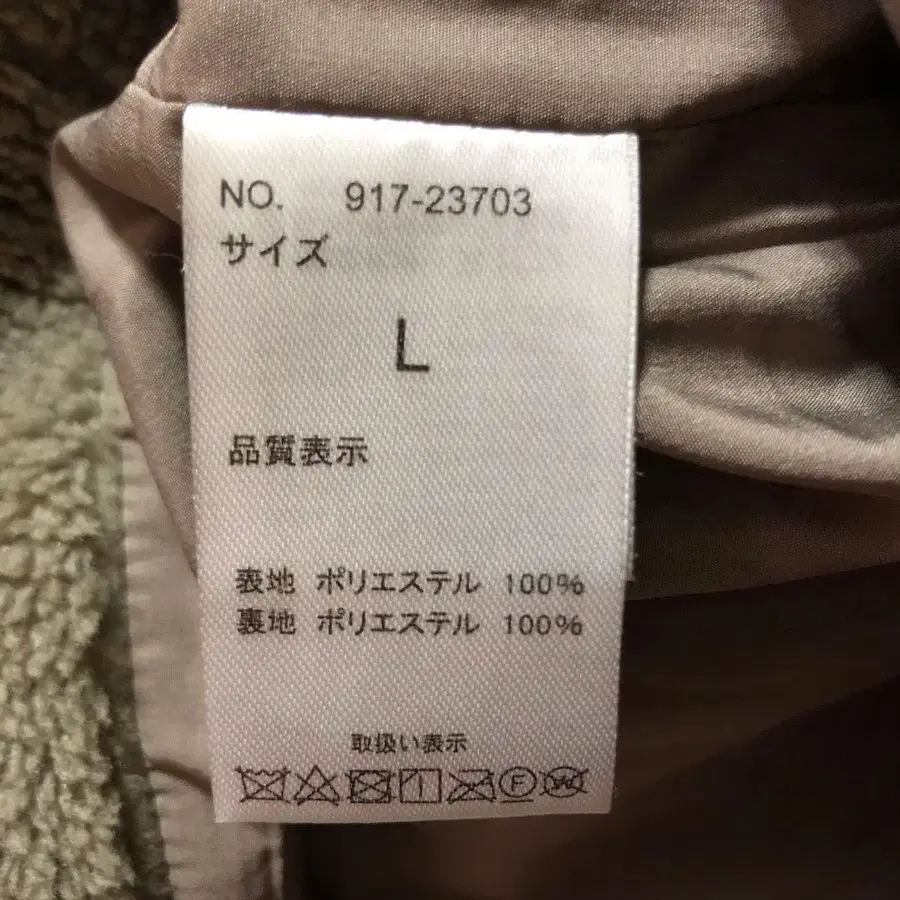 NO. 917-23703
サイズ
L
品質表示
表地 ポリエステル 100%
裏地 ポリエステル 100%
取扱い表示
F W